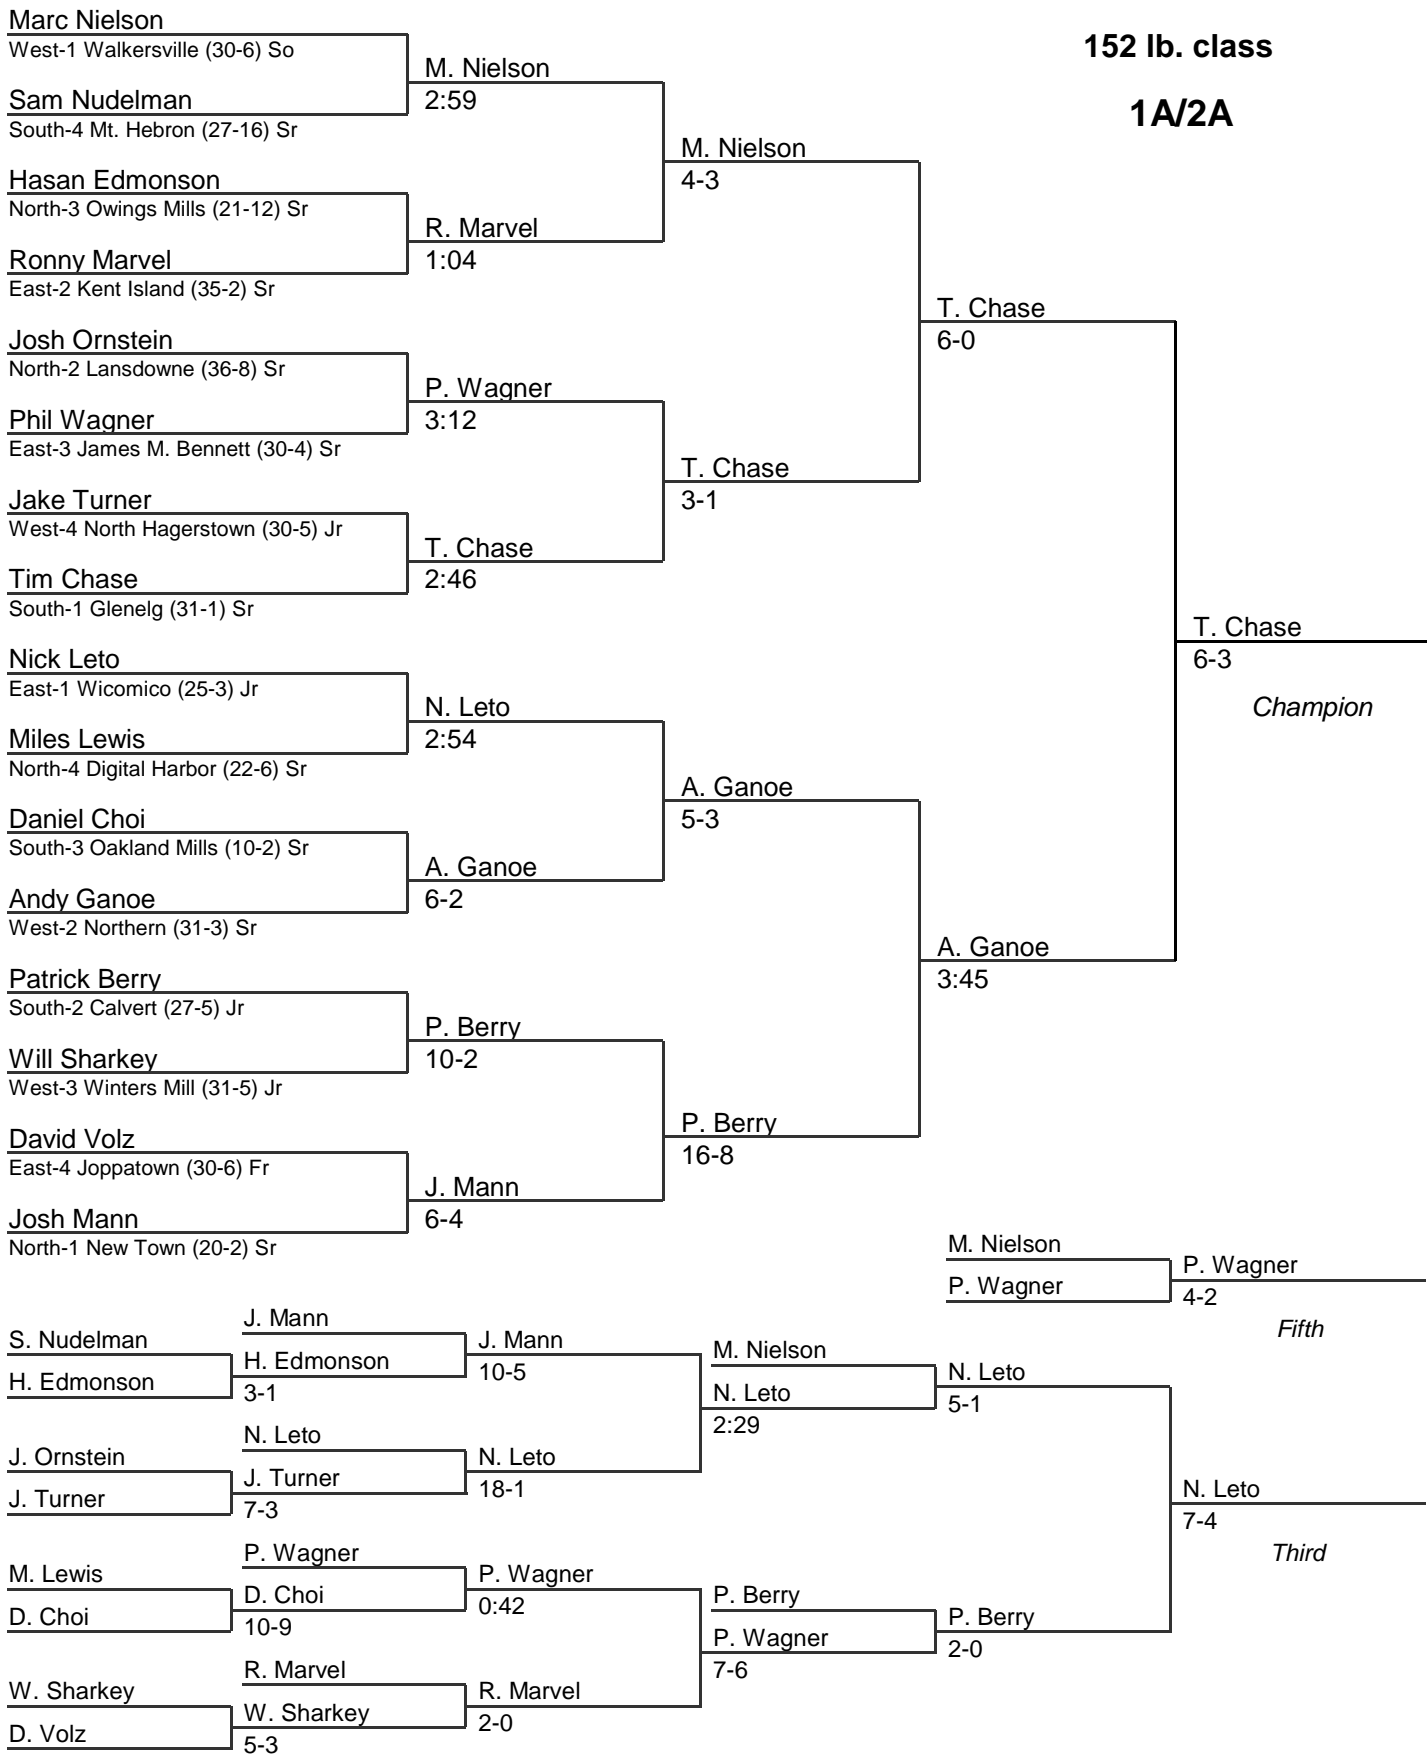 152 lb. class
1A/2A
Marc Nielson
West-1 Walkersville (30-6) So
Sam Nudelman
South-4 Mt. Hebron (27-16) Sr
Hasan Edmonson
North-3 Owings Mills (21-12) Sr
Ronny Marvel
East-2 Kent Island (35-2) Sr
Josh Ornstein
North-2 Lansdowne (36-8) Sr
Phil Wagner
East-3 James M. Bennett (30-4) Sr
Jake Turner
West-4 North Hagerstown (30-5) Jr
Tim Chase
South-1 Glenelg (31-1) Sr
Nick Leto
East-1 Wicomico (25-3) Jr
Miles Lewis
North-4 Digital Harbor (22-6) Sr
Daniel Choi
South-3 Oakland Mills (10-2) Sr
Andy Ganoe
West-2 Northern (31-3) Sr
Patrick Berry
South-2 Calvert (27-5) Jr
Will Sharkey
West-3 Winters Mill (31-5) Jr
David Volz
East-4 Joppatown (30-6) Fr
Josh Mann
North-1 New Town (20-2) Sr
M. Nielson
2:59
R. Marvel
1:04
P. Wagner
3:12
T. Chase
2:46
N. Leto
2:54
A. Ganoe
6-2
P. Berry
10-2
J. Mann
6-4
M. Nielson
4-3
T. Chase
3-1
A. Ganoe
5-3
P. Berry
16-8
T. Chase
6-0
A. Ganoe
3:45
T. Chase
6-3
Champion
M. Nielson
P. Wagner
P. Wagner
4-2
Fifth
S. Nudelman
H. Edmonson
J. Ornstein
J. Turner
M. Lewis
D. Choi
W. Sharkey
D. Volz
J. Mann
H. Edmonson
3-1
N. Leto
J. Turner
7-3
P. Wagner
D. Choi
10-9
R. Marvel
W. Sharkey
5-3
J. Mann
10-5
N. Leto
18-1
P. Wagner
0:42
R. Marvel
2-0
M. Nielson
N. Leto
2:29
P. Berry
P. Wagner
7-6
N. Leto
5-1
P. Berry
2-0
N. Leto
7-4
Third